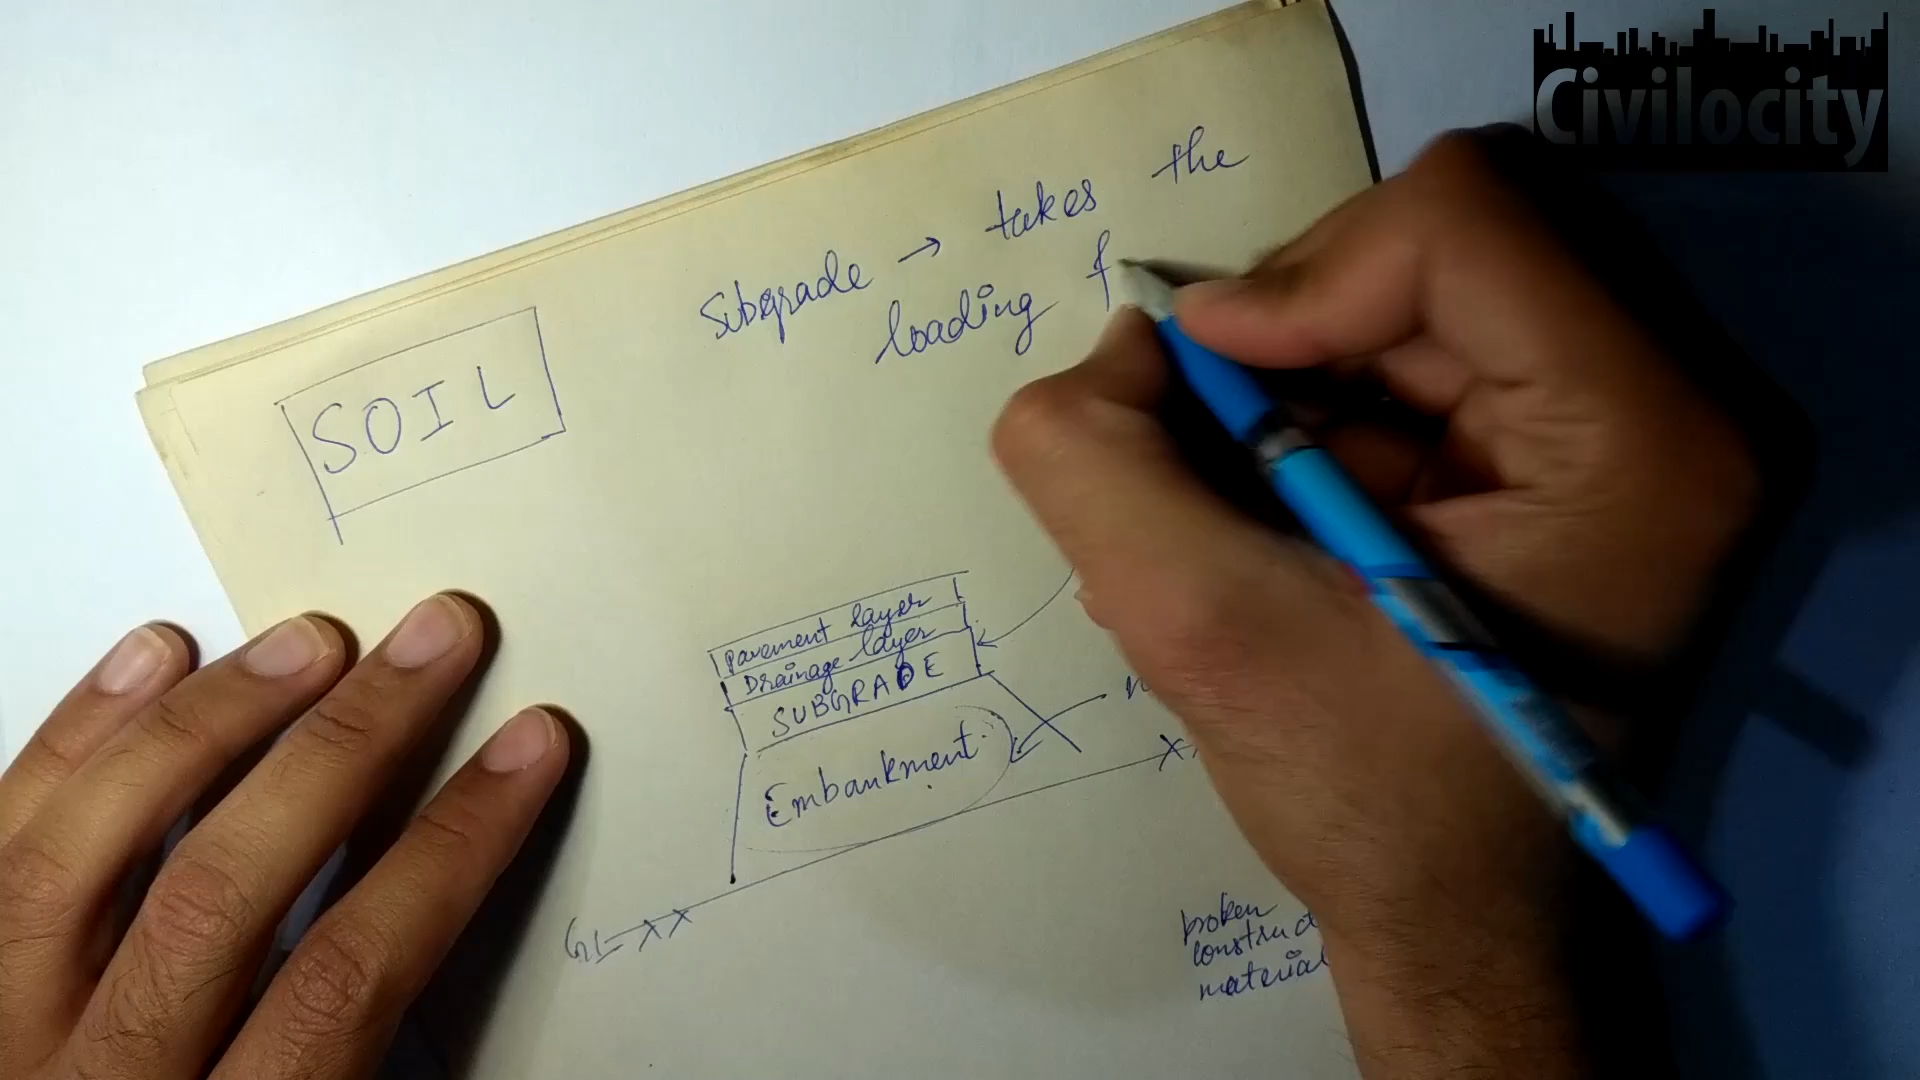 Civilocity
Subgrade → takes the
loading f
SOIL
Pavement layer
Drainage layer
SUBGRADE
Embankment
GL
broken
construct
material